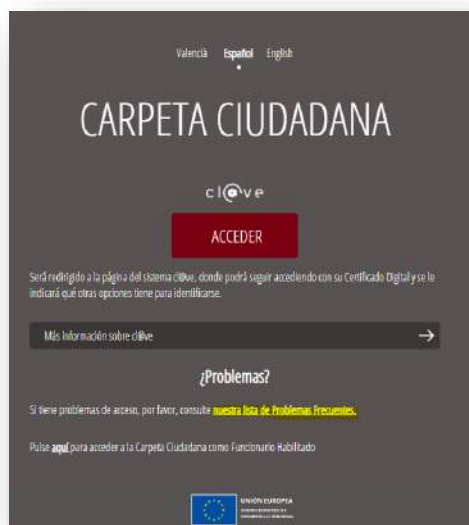 Valencià Español English
CARPETA CIUDADANA
cl@ve
ACCEDER
Será redirigido a la página del sistema cl@ve, donde podrá seguir accediendo con su Certificado Digital y se le
indicará qué otras opciones tiene para identificarse.
Más Información sobre cl@ve →
¿Problemas?
Si tiene problemas de acceso, por favor, consulte nuestra lista de Problemas Frecuentes.
Pulse aquí para acceder a la Carpeta Ciudadana como Funcionario Habilitado
UNIÓN EUROPEA